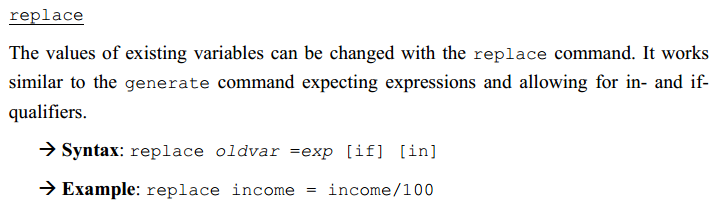 replace
The values of existing variables can be changed with the replace command. It works
similar to the generate command expecting expressions and allowing for in- and if-
qualifiers.
→ Syntax: replace oldvar =exp [if] [in]
→ Example: replace income = income/100